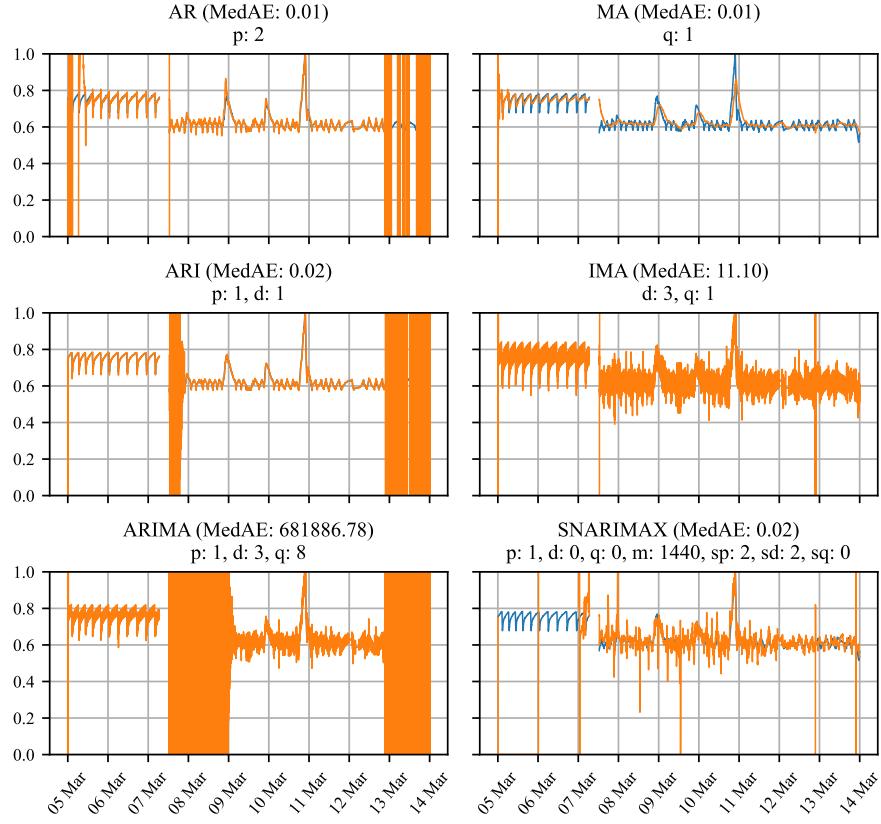 AR (MedAE: 0.01)
p: 2
MA (MedAE: 0.01)
q: 1
1.0
0.8
0.6
0.4
0.2
0.0
ARI (MedAE: 0.02)
p: 1, d: 1
IMA (MedAE: 11.10)
d: 3, q: 1
1.0
0.8
0.6
0.4
0.2
0.0
ARIMA (MedAE: 681886.78)
p: 1, d: 3, q: 8
SNARIMAX (MedAE: 0.02)
p: 1, d: 0, q: 0, m: 1440, sp: 2, sd: 2, sq: 0
1.0
0.8
0.6
0.4
0.2
0.0
05 Mar
06 Mar
07 Mar
08 Mar
09 Mar
10 Mar
11 Mar
12 Mar
13 Mar
14 Mar
05 Mar
06 Mar
07 Mar
08 Mar
09 Mar
10 Mar
11 Mar
12 Mar
13 Mar
14 Mar